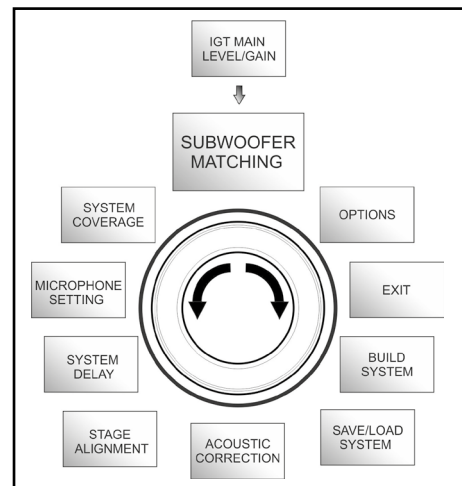 IGT MAIN
LEVEL/GAIN
SUBWOOFER
MATCHING
SYSTEM
COVERAGE
OPTIONS
MICROPHONE
SETTING
EXIT
SYSTEM
DELAY
BUILD
SYSTEM
STAGE
ALIGNMENT
ACOUSTIC
CORRECTION
SAVE/LOAD
SYSTEM